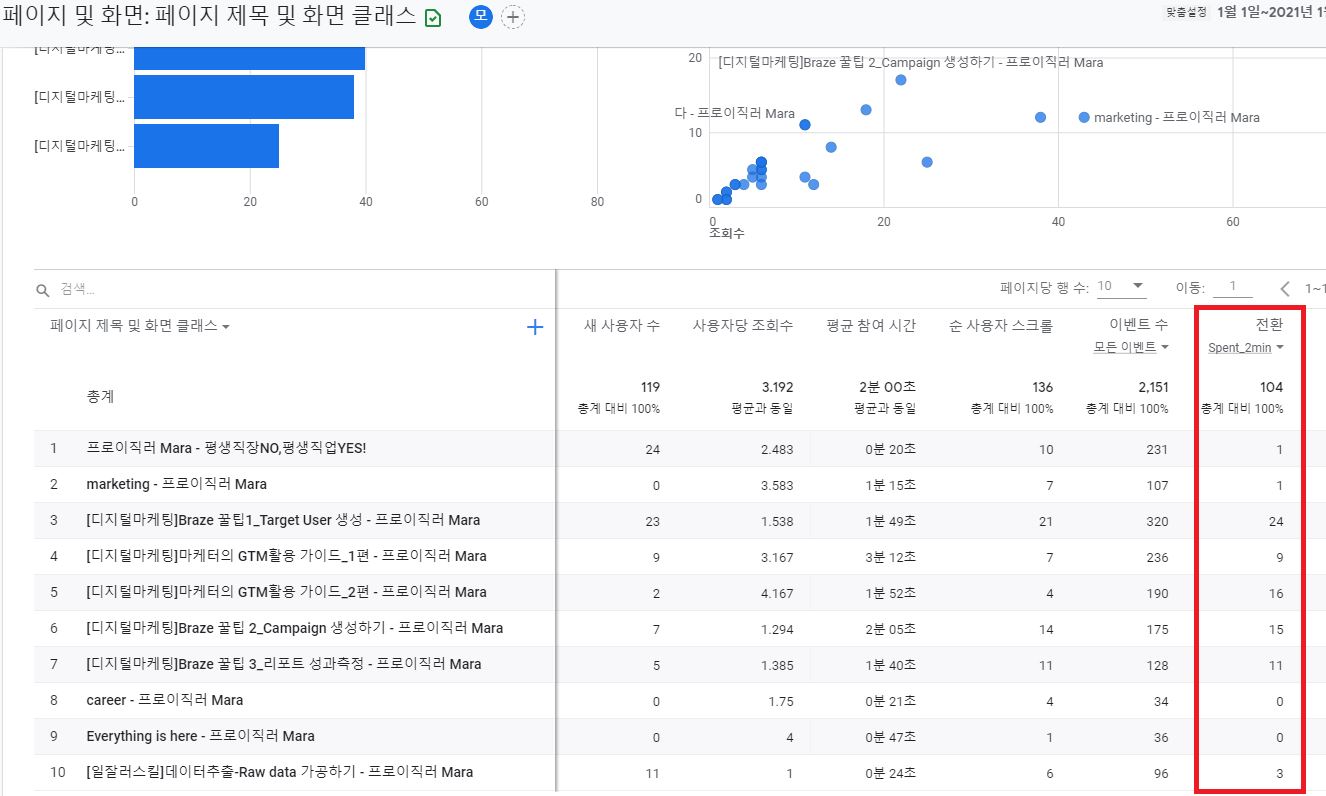 페이지 및 화면: 페이지 제목 및 화면 클래스 모 +
맞춤설정 1월 1일~2021년
[디지털마케팅...
[디지털마케팅...
[디지털마케팅...
0 20 40 60 80
20
10
0
[디지털마케팅]Braze 꿀팁 2_Campaign 생성하기 - 프로이직러 Mara
다 - 프로이직러 Mara
marketing - 프로이직러 Mara
0 20 40 60
조회수
검색...
페이지당 행 수: 10 이동: 1 1~1
페이지 제목 및 화면 클래스 + 새 사용자 수 사용자당 조회수 평균 참여 시간 순 사용자 스크롤 이벤트 수 전환
모든 이벤트 Spent_2min
총계 119 3.192 2분 00초 136 2,151 104
총계 대비 100% 평균과 동일 평균과 동일 총계 대비 100% 총계 대비 100% 총계 대비 100%
1 프로이직러 Mara - 평생직장NO,평생직업YES! 24 2.483 0분 20초 10 231 1
2 marketing - 프로이직러 Mara 0 3.583 1분 15초 7 107 1
3 [디지털마케팅]Braze 꿀팁1_Target User 생성 - 프로이직러 Mara 23 1.538 1분 49초 21 320 24
4 [디지털마케팅]마케터의 GTM활용 가이드_1편 - 프로이직러 Mara 9 3.167 3분 12초 7 236 9
5 [디지털마케팅]마케터의 GTM활용 가이드_2편 - 프로이직러 Mara 2 4.167 1분 52초 4 190 16
6 [디지털마케팅]Braze 꿀팁 2_Campaign 생성하기 - 프로이직러 Mara 7 1.294 2분 05초 14 175 15
7 [디지털마케팅]Braze 꿀팁 3_리포트 성과측정 - 프로이직러 Mara 5 1.385 1분 40초 11 128 11
8 career - 프로이직러 Mara 0 1.75 0분 21초 4 34 0
9 Everything is here - 프로이직러 Mara 0 4 0분 47초 1 36 0
10 [일잘러스킬]데이터추출-Raw data 가공하기 - 프로이직러 Mara 11 1 0분 24초 6 96 3